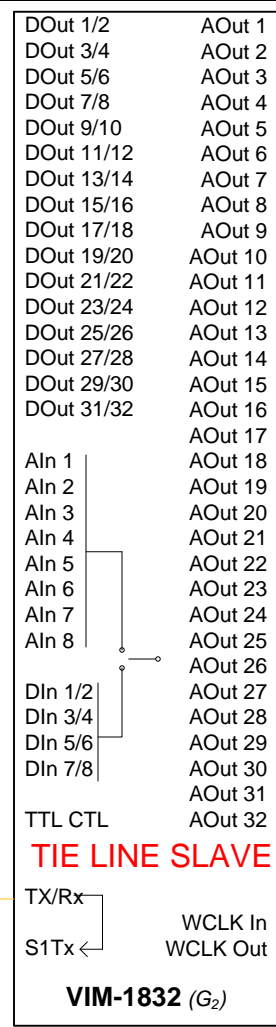 DOut 1/2 AOut 1
DOut 3/4 AOut 2
DOut 5/6 AOut 3
DOut 7/8 AOut 4
DOut 9/10 AOut 5
DOut 11/12 AOut 6
DOut 13/14 AOut 7
DOut 15/16 AOut 8
DOut 17/18 AOut 9
DOut 19/20 AOut 10
DOut 21/22 AOut 11
DOut 23/24 AOut 12
DOut 25/26 AOut 13
DOut 27/28 AOut 14
DOut 29/30 AOut 15
DOut 31/32 AOut 16
AOut 17
AIn 1 AOut 18
AIn 2 AOut 19
AIn 3 AOut 20
AIn 4 AOut 21
AIn 5 AOut 22
AIn 6 AOut 23
AIn 7 AOut 24
AIn 8 AOut 25
AOut 26
DIn 1/2 AOut 27
DIn 3/4 AOut 28
DIn 5/6 AOut 29
DIn 7/8 AOut 30
AOut 31
TTL CTL AOut 32
TIE LINE SLAVE
TX/Rx
WCLK In
S1Tx WCLK Out
VIM-1832 (G₂)